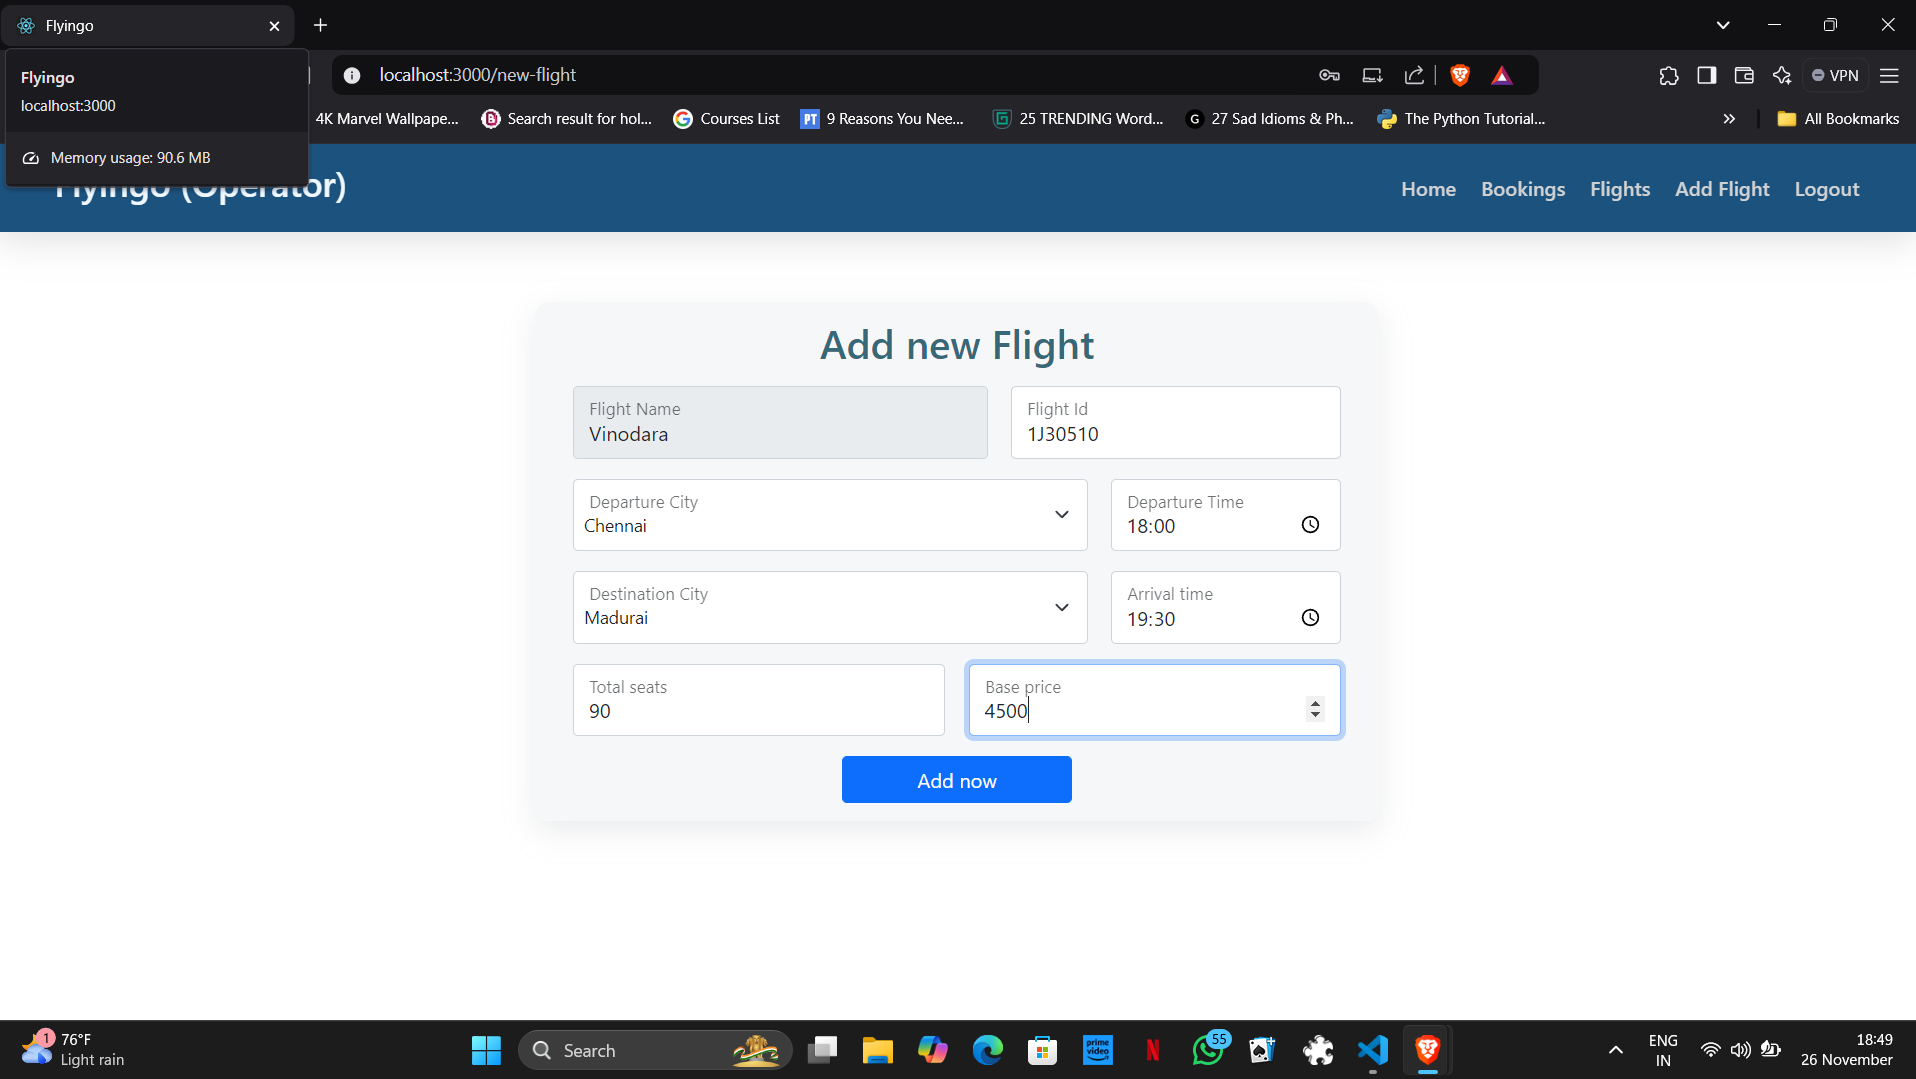 Flyingo
Flyingo
localhost:3000
Memory usage: 90.6 MB
localhost:3000/new-flight
VPN
4K Marvel Wallpape...
Search result for hol...
Courses List
PT
9 Reasons You Nee...
25 TRENDING Word...
27 Sad Idioms & Ph...
The Python Tutorial...
All Bookmarks
Flyingo (Operator)
Home
Bookings
Flights
Add Flight
Logout
Add new Flight
Flight Name
Vinodara
Flight Id
1J30510
Departure City
Chennai
Departure Time
18:00
Destination City
Madurai
Arrival time
19:30
Total seats
90
Base price
4500
Add now
1
76°F
Light rain
Search
prime video
N
55
ENG
IN
18:49
26 November